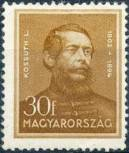 KOSSUTH L.
1802-1894
30f
MAGYARORSZÁG